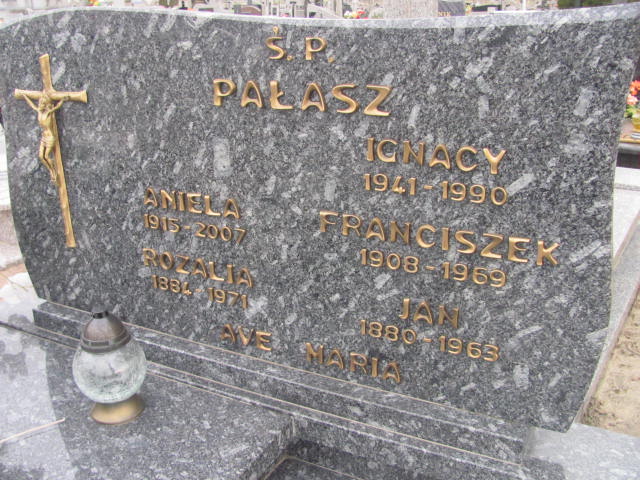 Ś.P.
PAŁASZ
IGNACY
1941-1990
ANIELA
1915-2007
FRANCISZEK
1908-1969
ROZALIA
1884-1971
JAN
1880-1963
AVE MARIA